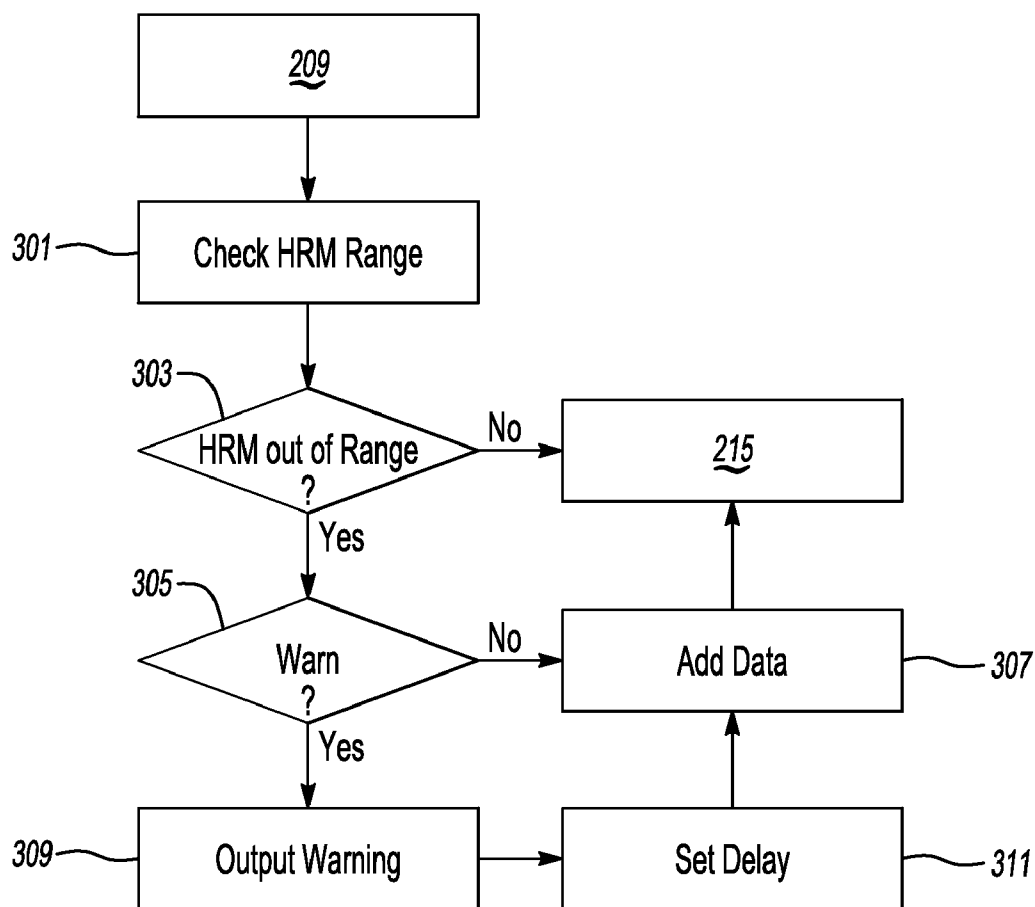 209
301
Check HRM Range
303
HRM out of Range
?
No
215
Yes
305
Warn
?
No
Add Data
307
Yes
309
Output Warning
Set Delay
311